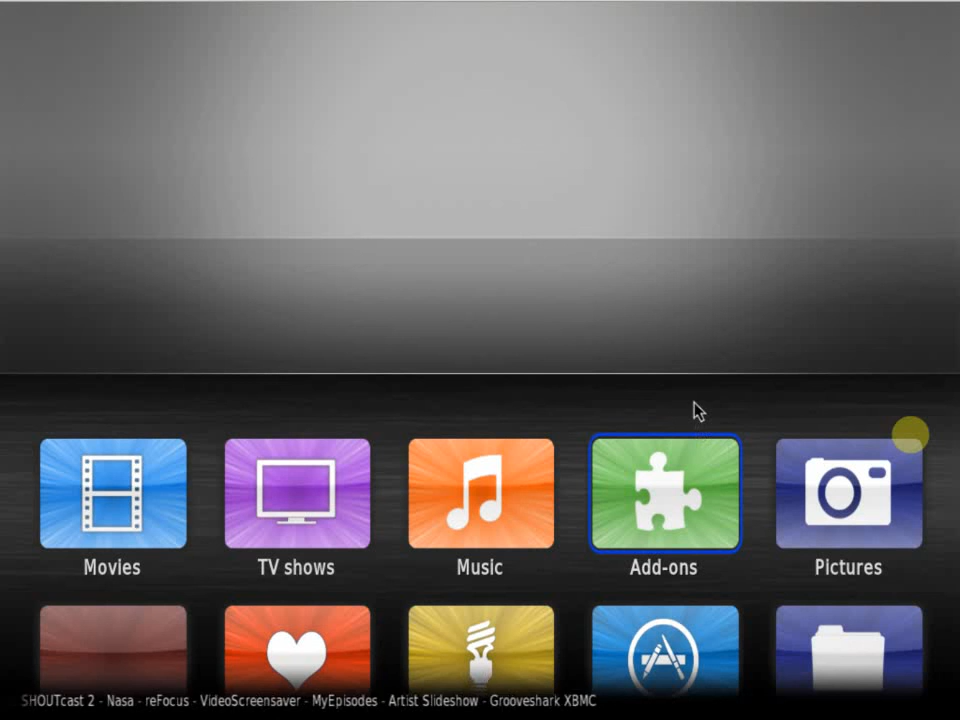 Movies TV shows Music Add-ons Pictures
SHOUTcast 2 - Nasa - reFocus - VideoScreensaver - MyEpisodes - Artist Slideshow - Grooveshark XBMC